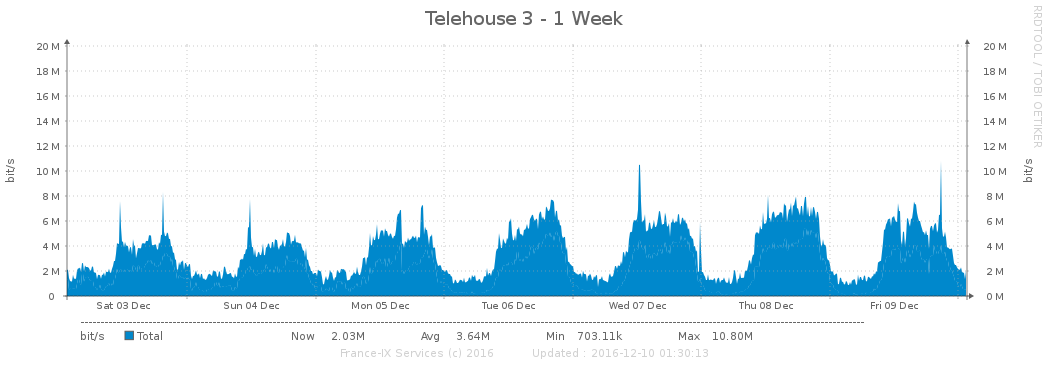 Telehouse 3 - 1 Week
RRDTOOL / TOBI OETIKER
20 M 20 M
18 M 18 M
16 M 16 M
14 M 14 M
12 M 12 M
10 M 10 M
8 M 8 M
6 M 6 M
4 M 4 M
2 M 2 M
0 0 M
bit/s
bit/s
Sat 03 Dec Sun 04 Dec Mon 05 Dec Tue 06 Dec Wed 07 Dec Thu 08 Dec Fri 09 Dec
bit/s Total Now 2.03M Avg 3.64M Min 703.11k Max 10.80M
France-IX Services (c) 2016 Updated : 2016-12-10 01:30:13